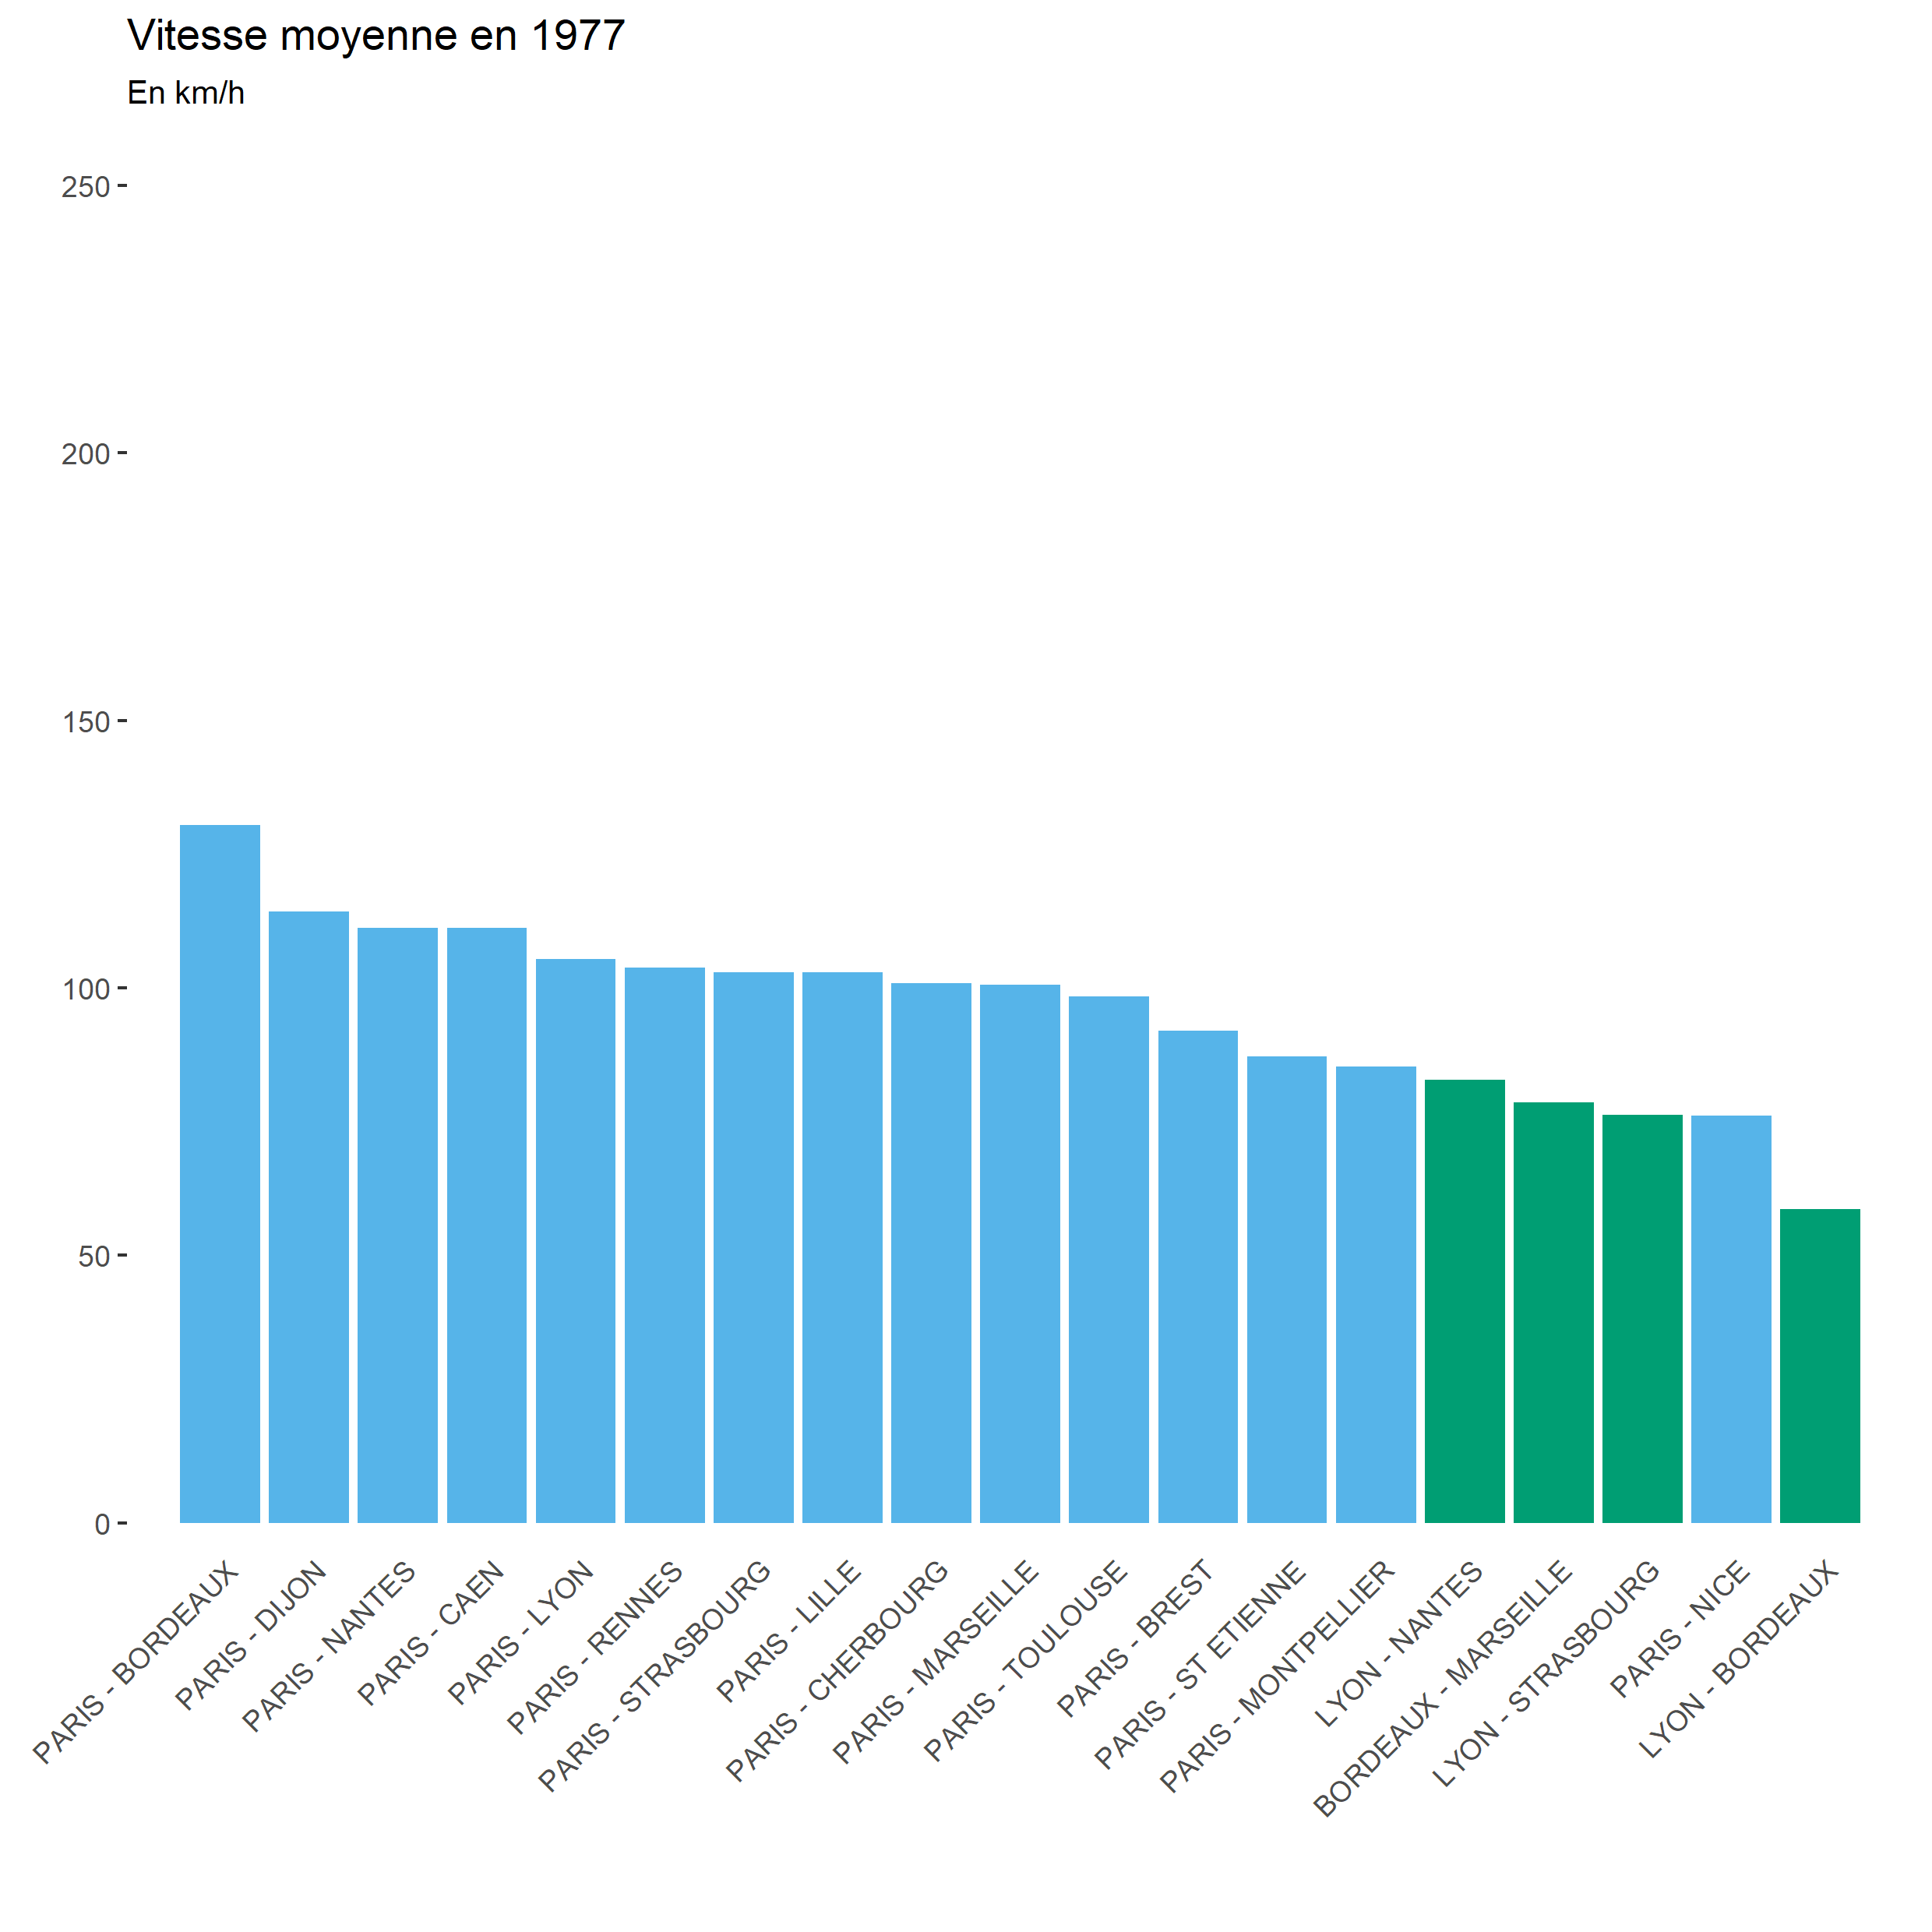 Vitesse moyenne en 1977
En km/h
250
200
150
100
50
0
PARIS - BORDEAUX
PARIS - DIJON
PARIS - NANTES
PARIS - CAEN
PARIS - LYON
PARIS - RENNES
PARIS - STRASBOURG
PARIS - LILLE
PARIS - CHERBOURG
PARIS - MARSEILLE
PARIS - TOULOUSE
PARIS - BREST
PARIS - ST ETIENNE
PARIS - MONTPELLIER
LYON - NANTES
BORDEAUX - MARSEILLE
LYON - STRASBOURG
PARIS - NICE
LYON - BORDEAUX